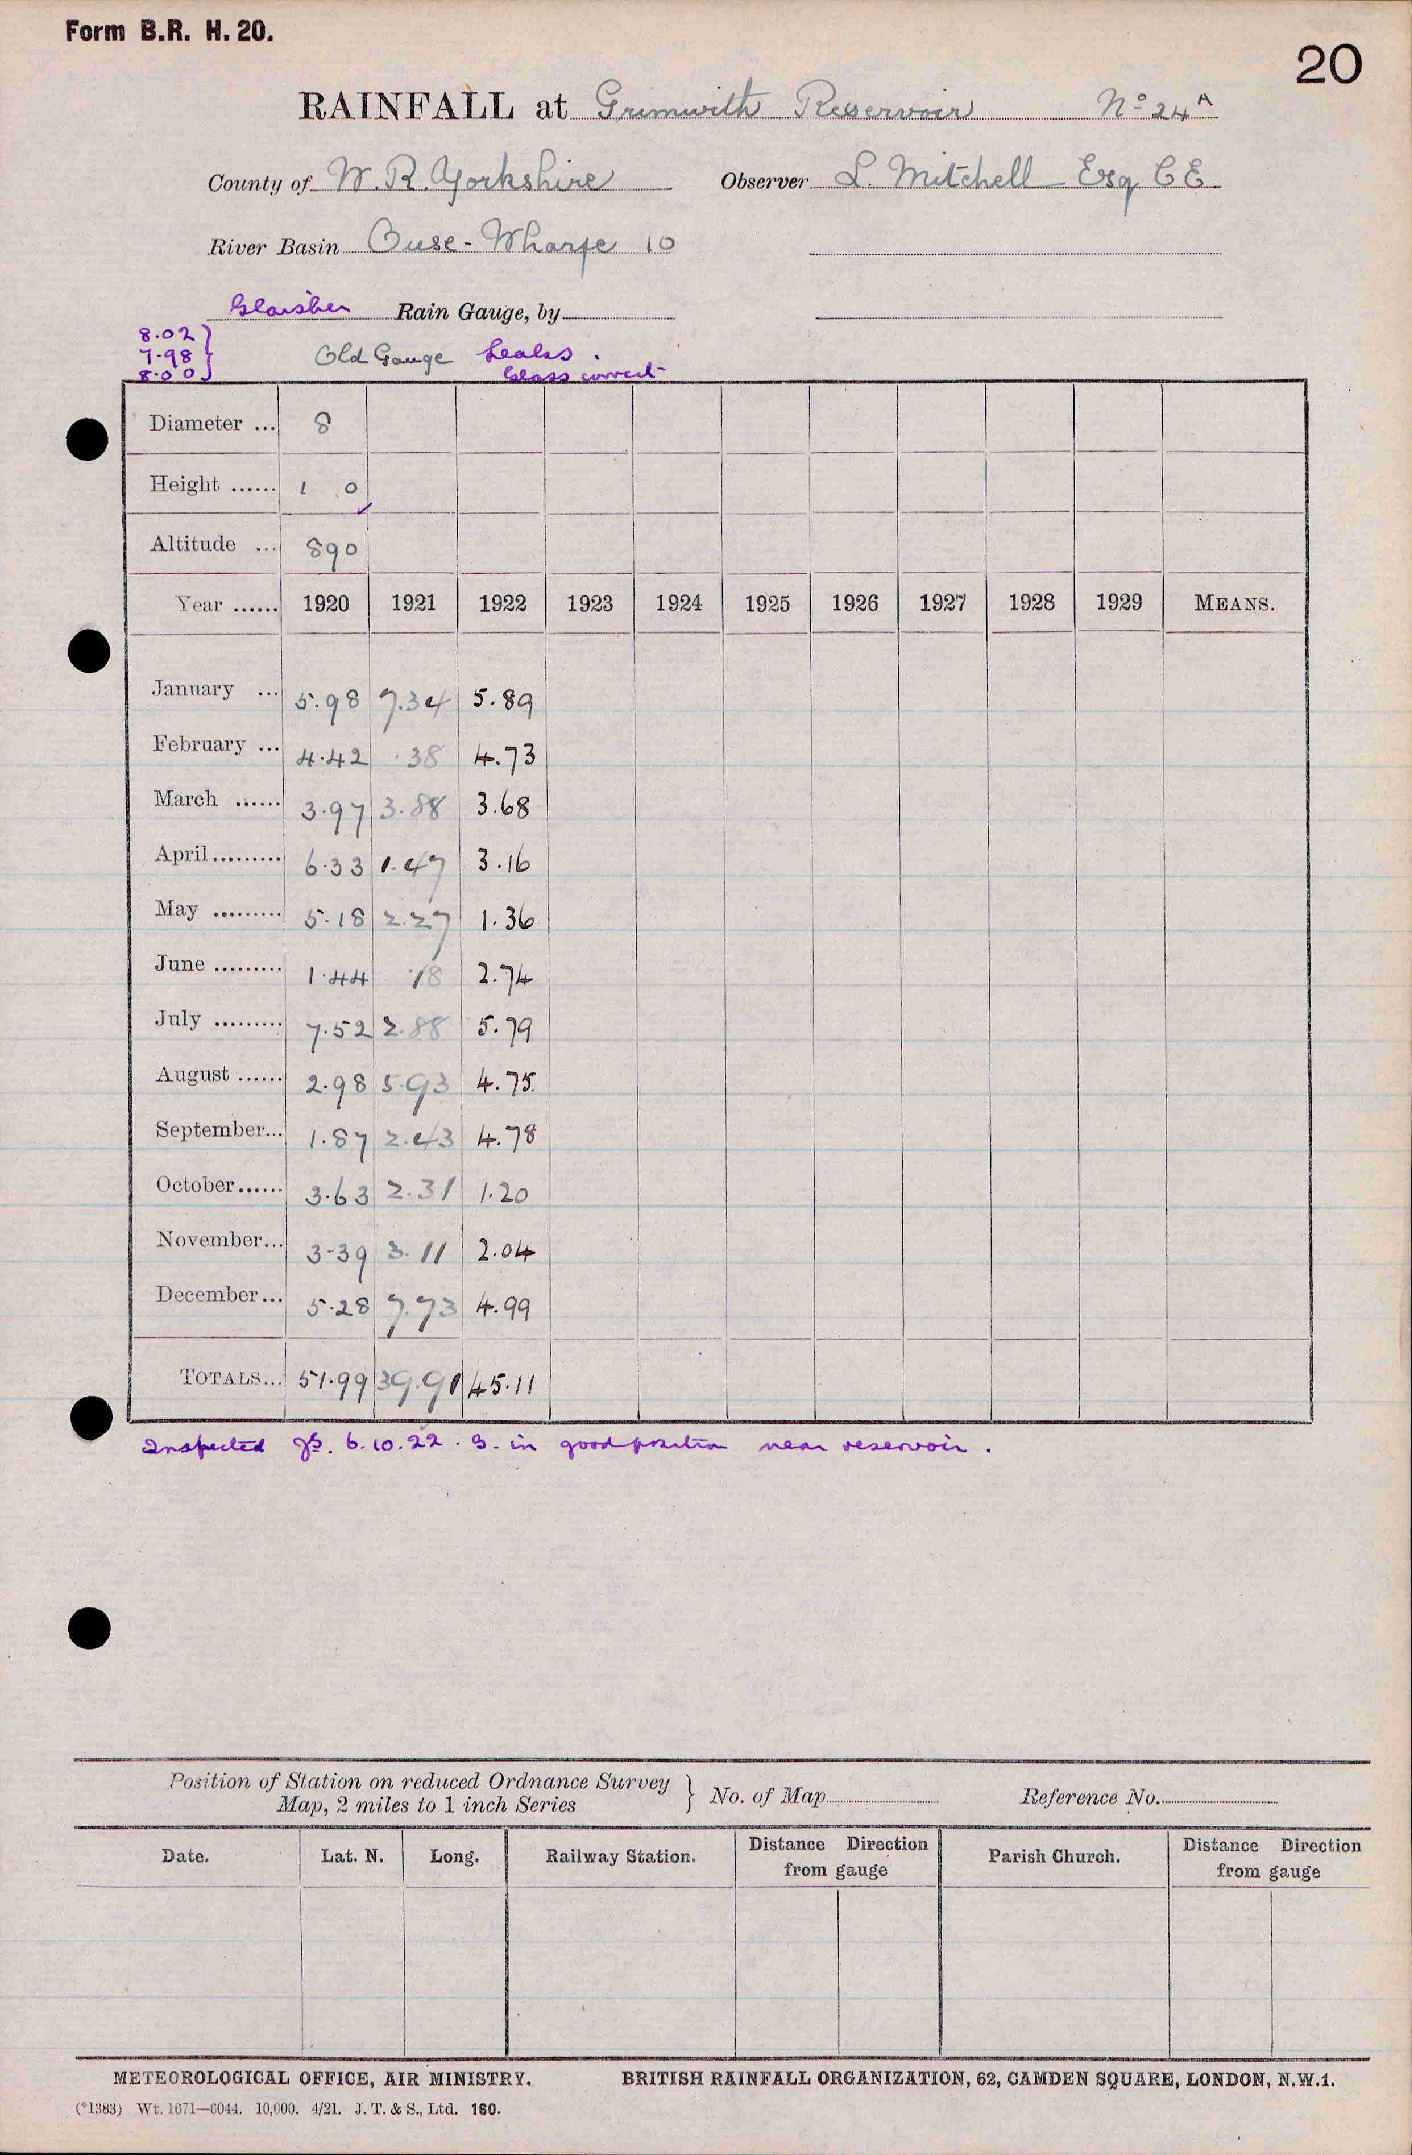 Form B.R. H. 20.
20
RAINFALL at Grimwith Reservoir No 24A
County of W. R. Yorkshire Observer L. Mitchell Esq C E.
River Basin Ouse - Wharfe 10
Glaisher Rain Gauge, by
8.02
7.98
8.00
Old Gauge Leaks.
Glass correct
Diameter ... 8
Height ...... 1 0
Altitude ... 890
Year ...... 1920 1921 1922 1923 1924 1925 1926 1927 1928 1929 MEANS.
January ... 5.98 7.34 5.89
February ... 4.42 .38 4.73
March ...... 3.97 3.88 3.68
April ......... 6.33 1.47 3.16
May ......... 5.18 2.27 1.36
June ......... 1.44 .18 2.74
July ......... 7.52 2.88 5.79
August ...... 2.98 5.93 4.75
September... 1.87 2.43 4.78
October...... 3.63 2.31 1.20
November... 3.39 3.11 2.04
December... 5.28 7.73 4.99
TOTALS... 51.99 39.91 45.11
Inspected 6.10.22. G. in good position near reservoir.
Position of Station on reduced Ordnance Survey
Map, 2 miles to 1 inch Series } No. of Map Reference No.
Date. Lat. N. Long. Railway Station. Distance Direction from gauge Parish Church. Distance Direction from gauge
METEOROLOGICAL OFFICE, AIR MINISTRY. BRITISH RAINFALL ORGANIZATION, 62, CAMDEN SQUARE, LONDON, N.W.1.
(*1383) Wt. 1671—6044. 10,000. 4/21. J. T. & S., Ltd. 160.